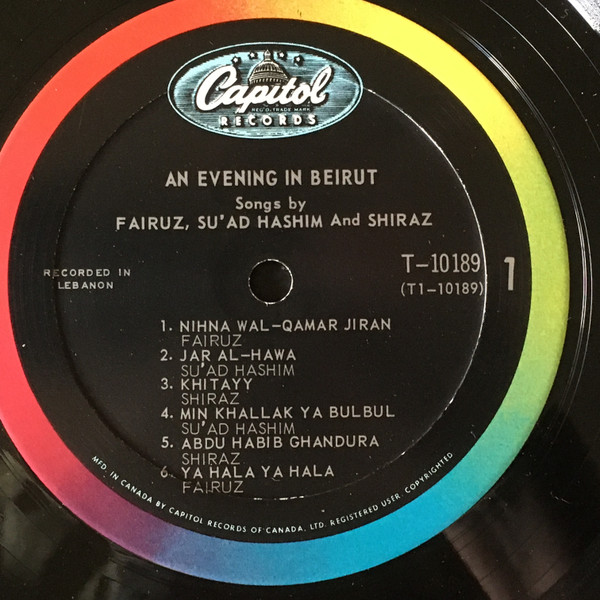 Capitol
REG'D. TRADE MARK
RECORDS
AN EVENING IN BEIRUT
Songs by
FAIRUZ, SU'AD HASHIM And SHIRAZ
RECORDED IN
LEBANON
T-10189
(T1-10189)
1
1. NIHNA WAL-QAMAR JIRAN
FAIRUZ
2. JAR AL-HAWA
SU'AD HASHIM
3. KHITAYY
SHIRAZ
4. MIN KHALLAK YA BULBUL
SU'AD HASHIM
5. ABDU HABIB GHANDURA
SHIRAZ
6. YA HALA YA HALA
FAIRUZ
MFD. IN CANADA BY CAPITOL RECORDS OF CANADA, LTD. REGISTERED USER. COPYRIGHTED